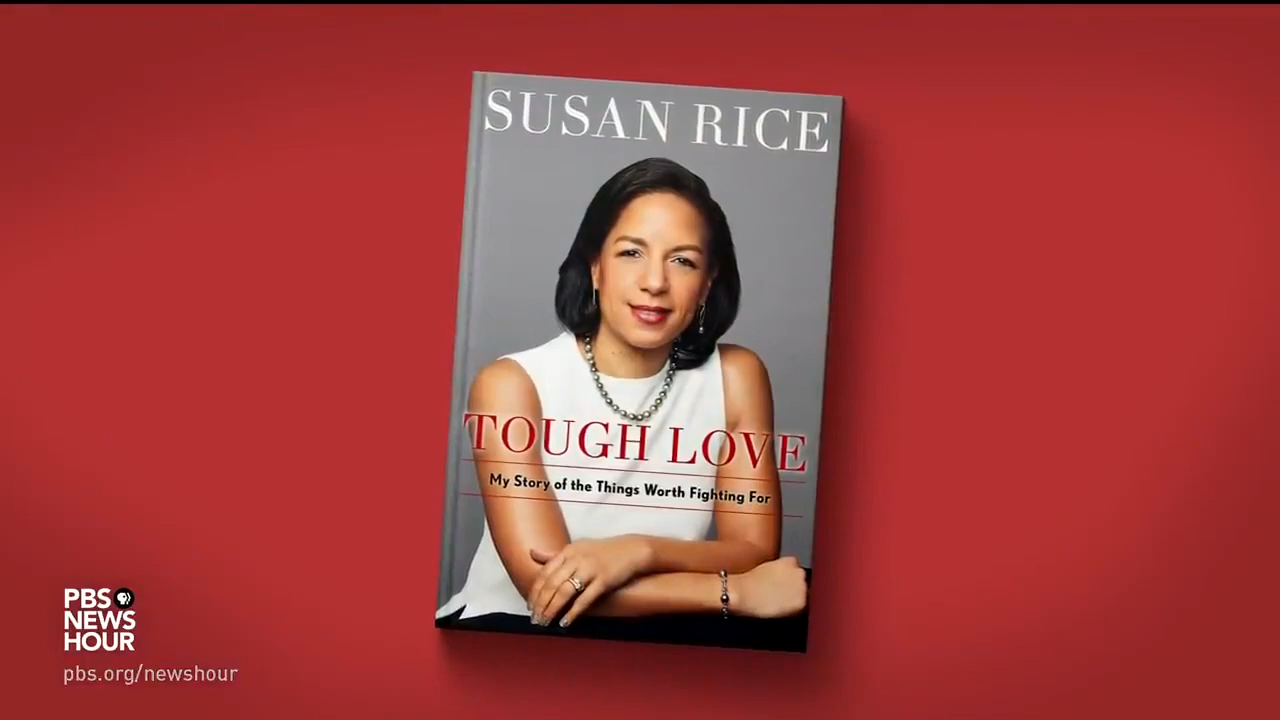 SUSAN RICE
TOUGH LOVE
My Story of the Things Worth Fighting For
PBS
NEWS
HOUR
pbs.org/newshour